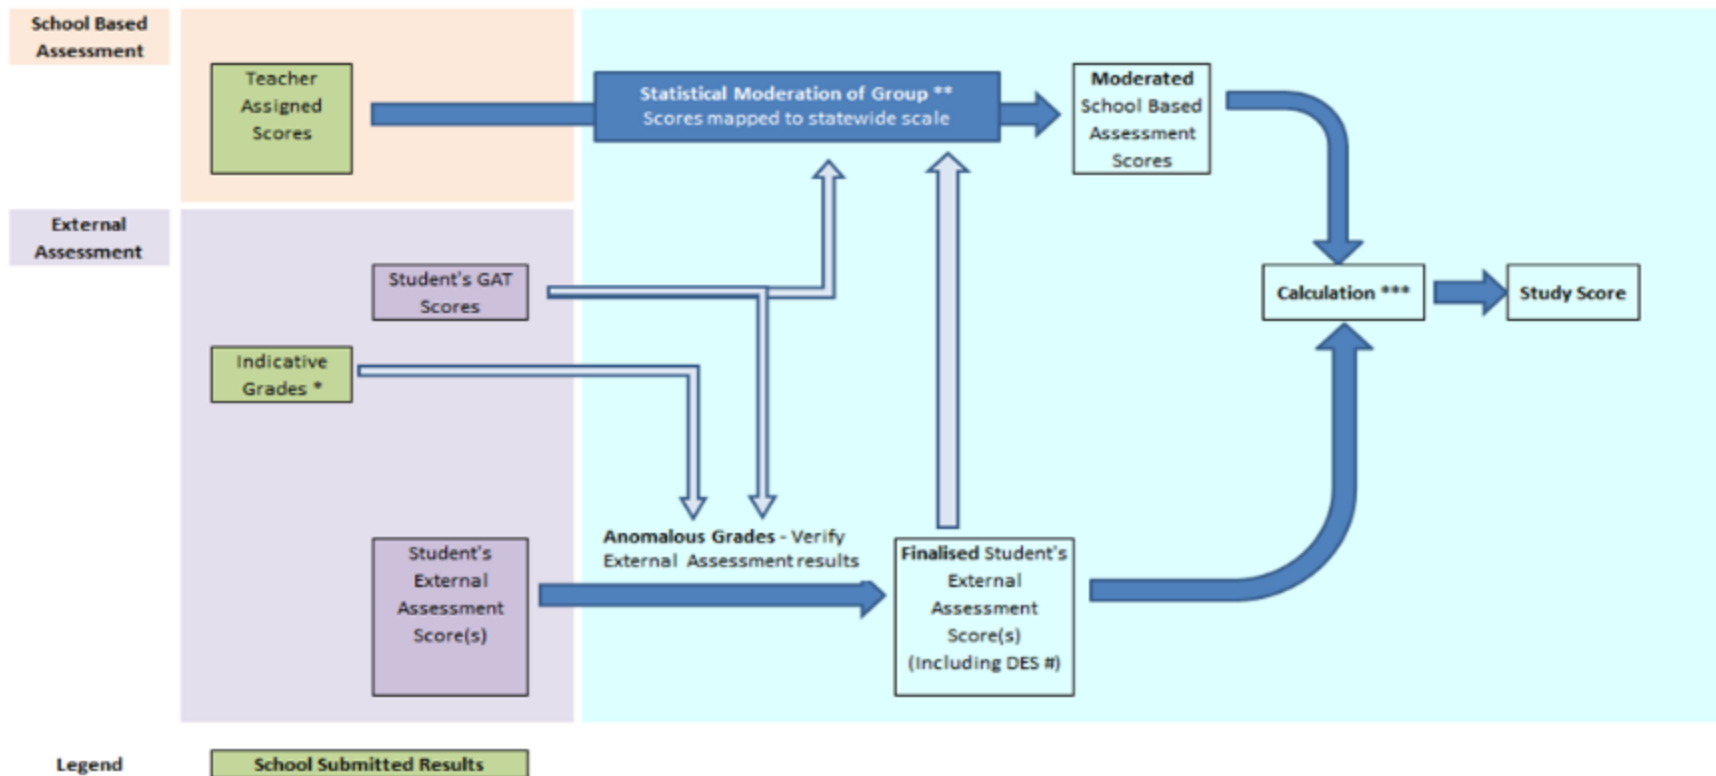 School Based
Assessment
Teacher
Assigned
Scores
Statistical Moderation of Group **
Scores mapped to statewide scale
Moderated
School Based
Assessment
Scores
External
Assessment
Student's GAT
Scores
Indicative
Grades *
Calculation ***
Study Score
Anomalous Grades - Verify
External Assessment results
Student's
External
Assessment
Score(s)
Finalised Student's
External
Assessment
Score(s)
(Including DES #)
Legend
School Submitted Results